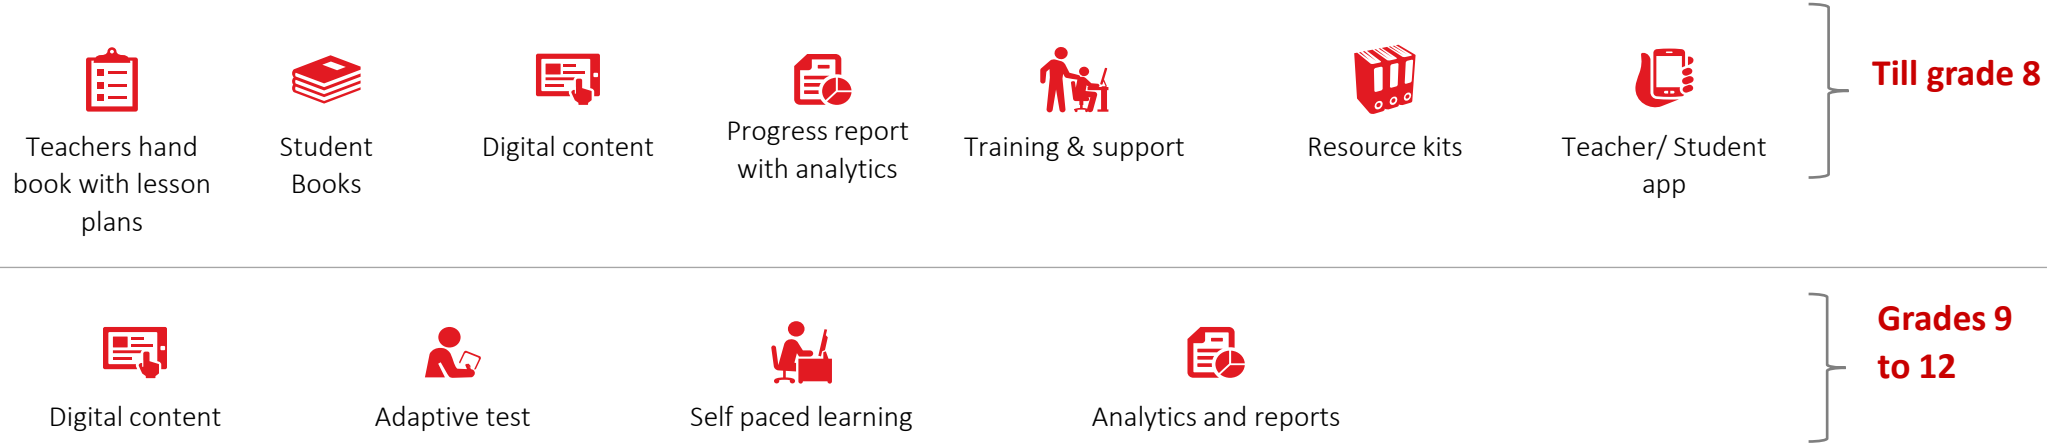 Teachers hand
book with lesson
plans
Student
Books
Digital content
Progress report
with analytics
Training & support
Resource kits
Teacher/ Student
app
Till grade 8
Digital content
Adaptive test
Self paced learning
Analytics and reports
Grades 9
to 12